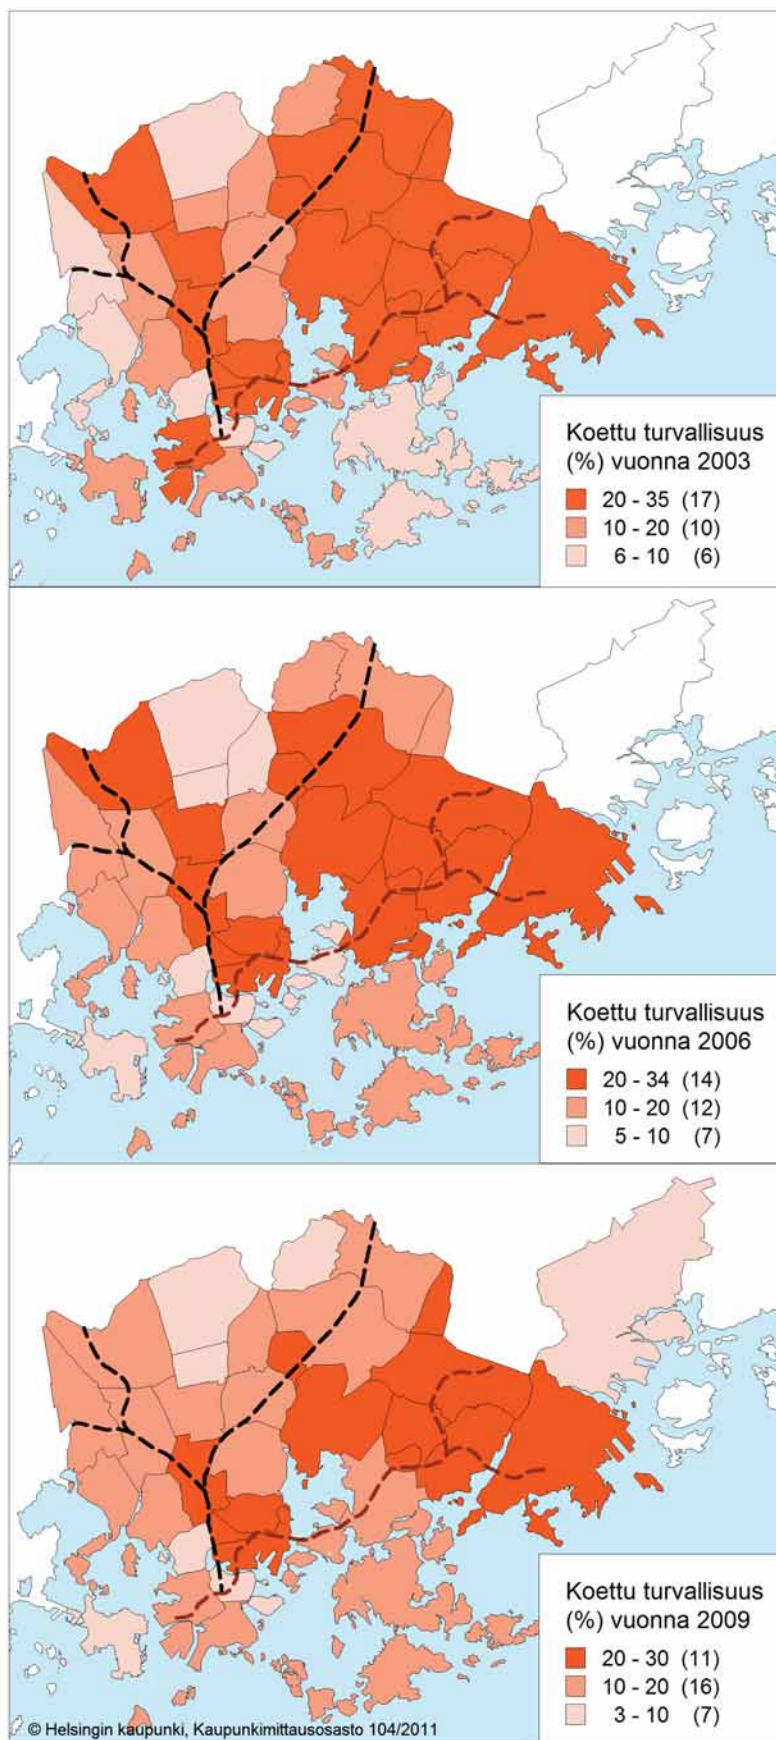 Koettu turvallisuus
(%) vuonna 2003
20 - 35 (17)
10 - 20 (10)
6 - 10 (6)
Koettu turvallisuus
(%) vuonna 2006
20 - 34 (14)
10 - 20 (12)
5 - 10 (7)
Koettu turvallisuus
(%) vuonna 2009
20 - 30 (11)
10 - 20 (16)
3 - 10 (7)
© Helsingin kaupunki, Kaupunkimittausosasto 104/2011